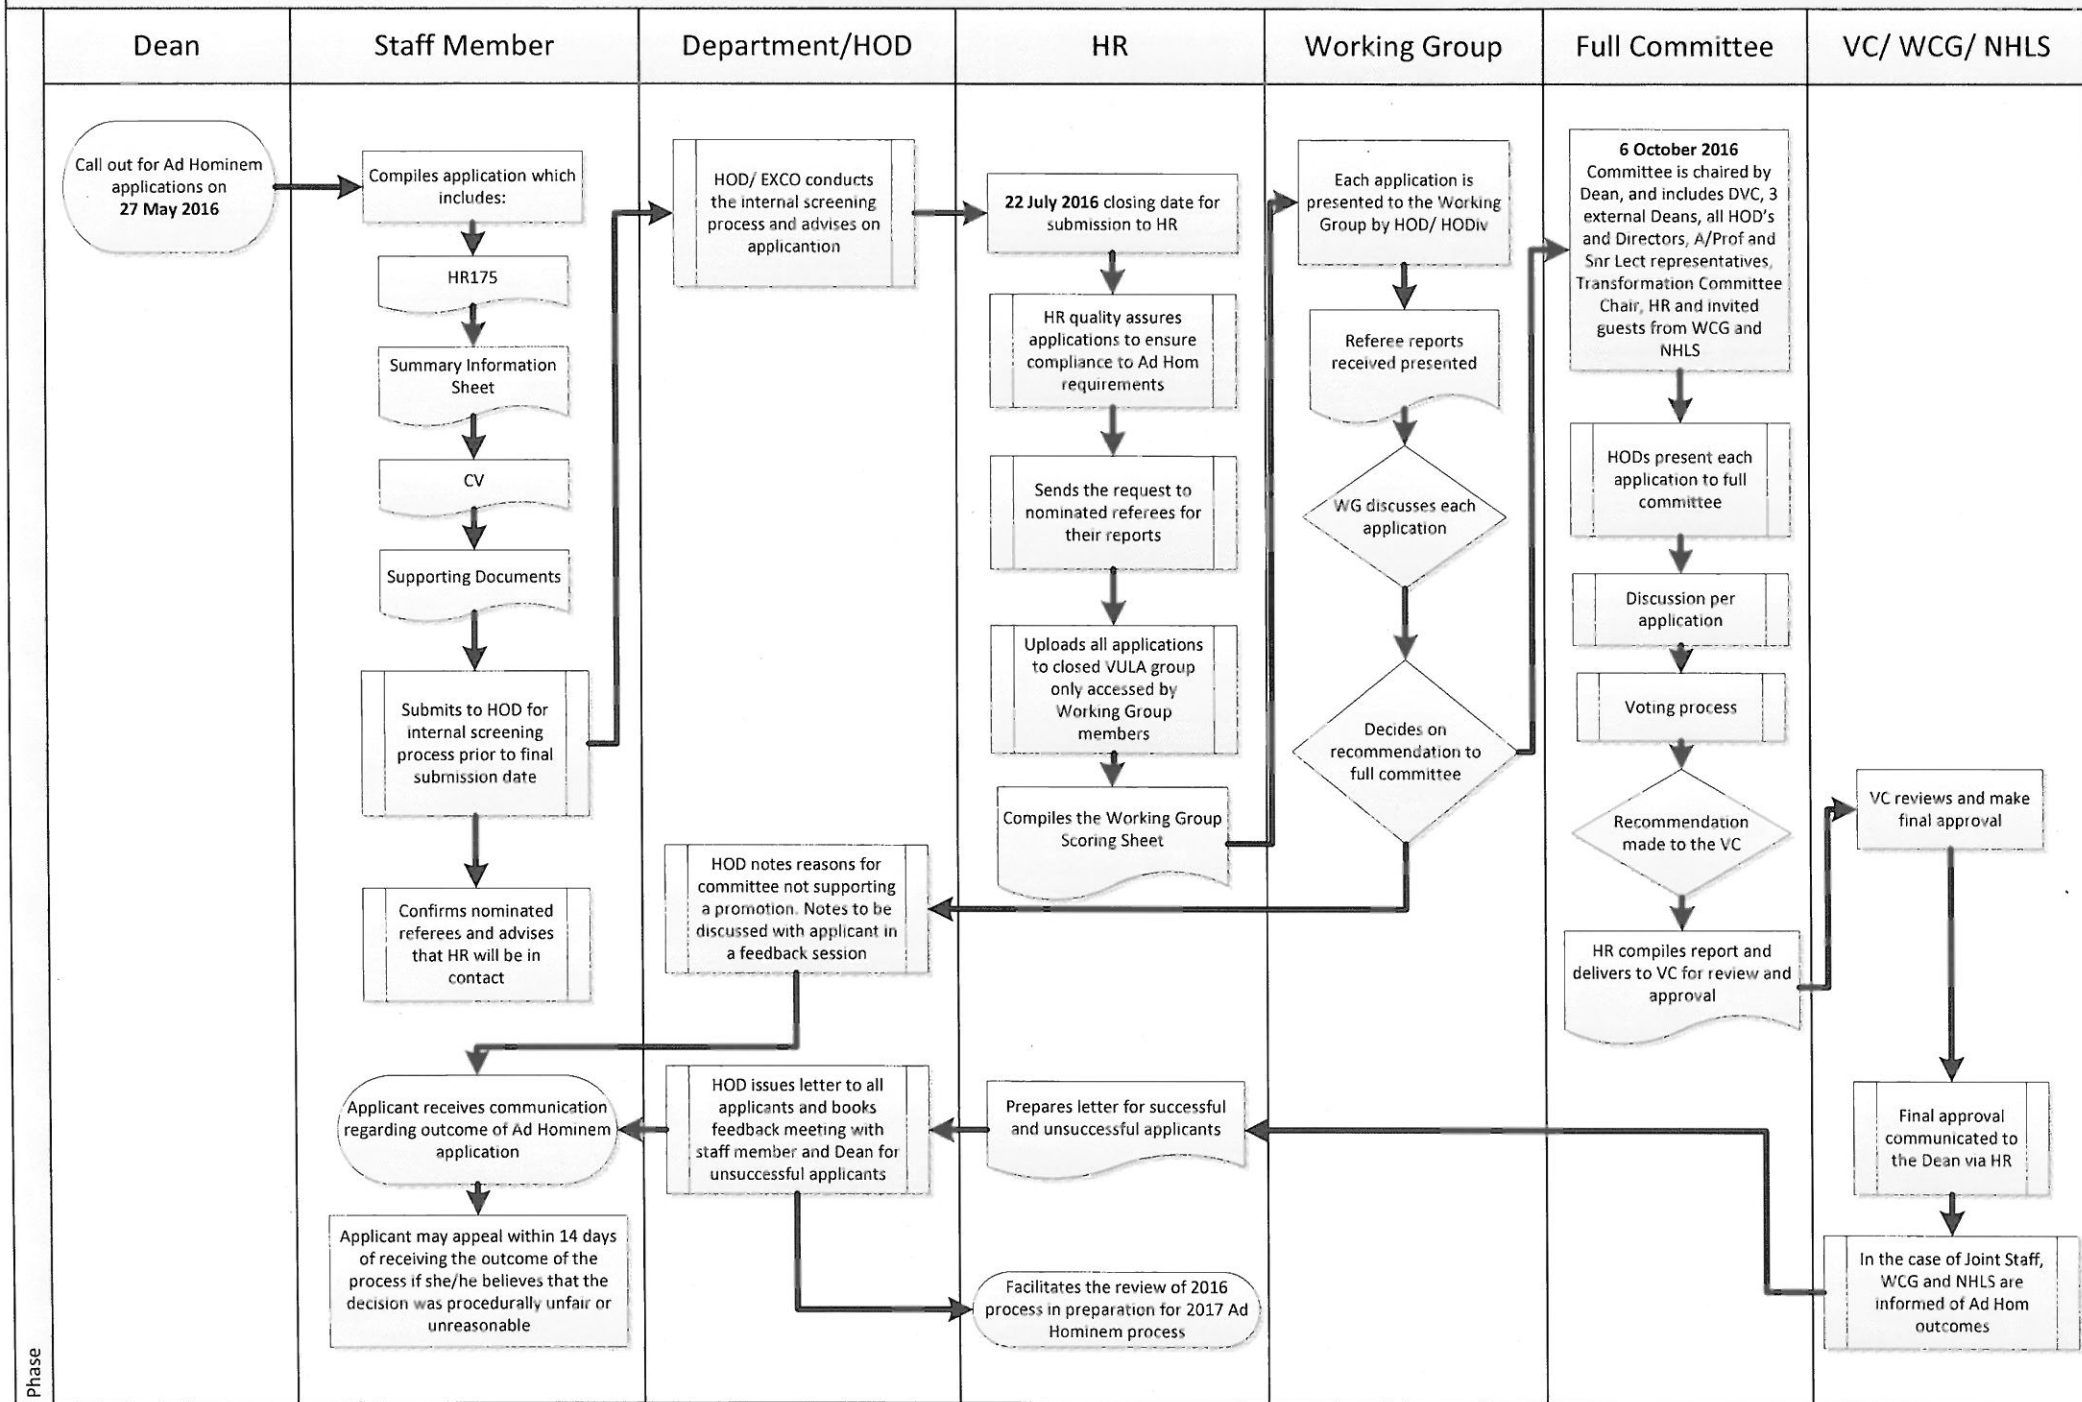 Dean
Staff Member
Department/HOD
HR
Working Group
Full Committee
VC/ WCG/ NHLS
Call out for Ad Hominem
applications on
27 May 2016
Compiles application which
includes:
HR175
Summary Information
Sheet
CV
Supporting Documents
Submits to HOD for
internal screening
process prior to final
submission date
Confirms nominated
referees and advises
that HR will be in
contact
Applicant receives communication
regarding outcome of Ad Hominem
application
Applicant may appeal within 14 days
of receiving the outcome of the
process if she/he believes that the
decision was procedurally unfair or
unreasonable
HOD/ EXCO conducts
the internal screening
process and advises on
applicantion
HOD notes reasons for
committee not supporting
a promotion. Notes to be
discussed with applicant in
a feedback session
HOD issues letter to all
applicants and books
feedback meeting with
staff member and Dean for
unsuccessful applicants
22 July 2016 closing date for
submission to HR
HR quality assures
applications to ensure
compliance to Ad Hom
requirements
Sends the request to
nominated referees for
their reports
Uploads all applications
to closed VULA group
only accessed by
Working Group
members
Compiles the Working Group
Scoring Sheet
Prepares letter for successful
and unsuccessful applicants
Facilitates the review of 2016
process in preparation for 2017 Ad
Hominem process
Each application is
presented to the Working
Group by HOD/ HODiv
Referee reports
received presented
WG discusses each
application
Decides on
recommendation to
full committee
6 October 2016
Committee is chaired by
Dean, and includes DVC, 3
external Deans, all HOD's
and Directors, A/Prof and
Snr Lect representatives,
Transformation Committee
Chair, HR and invited
guests from WCG and
NHLS
HODs present each
application to full
committee
Discussion per
application
Voting process
Recommendation
made to the VC
HR compiles report and
delivers to VC for review and
approval
VC reviews and make
final approval
Final approval
communicated to
the Dean via HR
In the case of Joint Staff,
WCG and NHLS are
informed of Ad Hom
outcomes
Phase